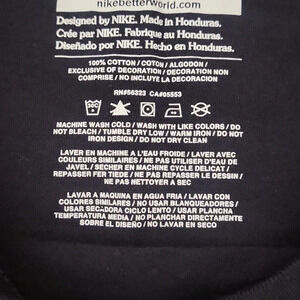 nikebetterworld.com.
Designed by NIKE. Made in Honduras.
Crée par NIKE. Fabrique au Honduras.
Diseñado por NIKE. Hecho en Honduras.
100% COTTON / COTON / ALGODON
EXCLUSIVE OF DECORATION / DECORATION NON
COMPRISE / NO INCLUYE LA DECORACION
RN#56323 CA#05553
MACHINE WASH COLD / WASH WITH LIKE COLORS / DO
NOT BLEACH / TUMBLE DRY LOW / WARM IRON / DO NOT
IRON DESIGN / DO NOT DRY CLEAN
LAVER EN MACHINE A L'EAU FROIDE / LAVER AVEC
COULEURS SIMILAIRES / NE PAS UTILISER D'EAU DE
JAVEL / SECHER EN MACHINE CYCLE DELICAT /
REPASSER FER TIEDE / NE PAS REPASSER LE DESSIN /
NE PAS NETTOYER A SEC
LAVAR A MAQUINA EN AGUA FRIA / LAVAR CON
COLORES SIMILARES / NO USAR BLANQUEADORES /
USAR SECADORA CICLO LENTO / USAR PLANCHA
TEMPERATURA MEDIA / NO PLANCHAR DIRECTAMENTE
SOBRE EL DISEÑO / NO LAVAR EN SECO